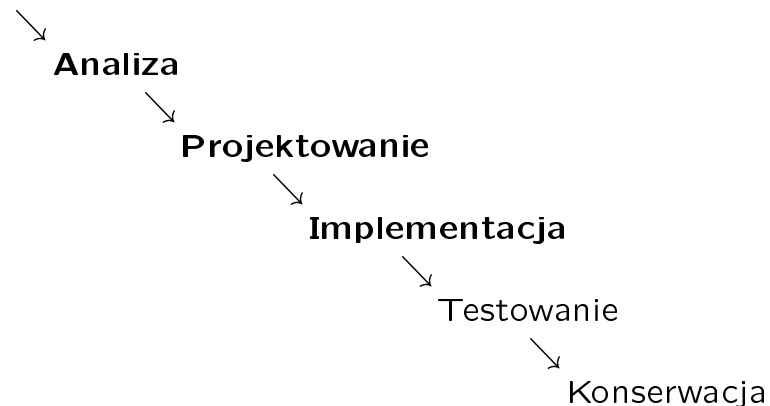 Analiza
Projektowanie
Implementacja
Testowanie
Konserwacja